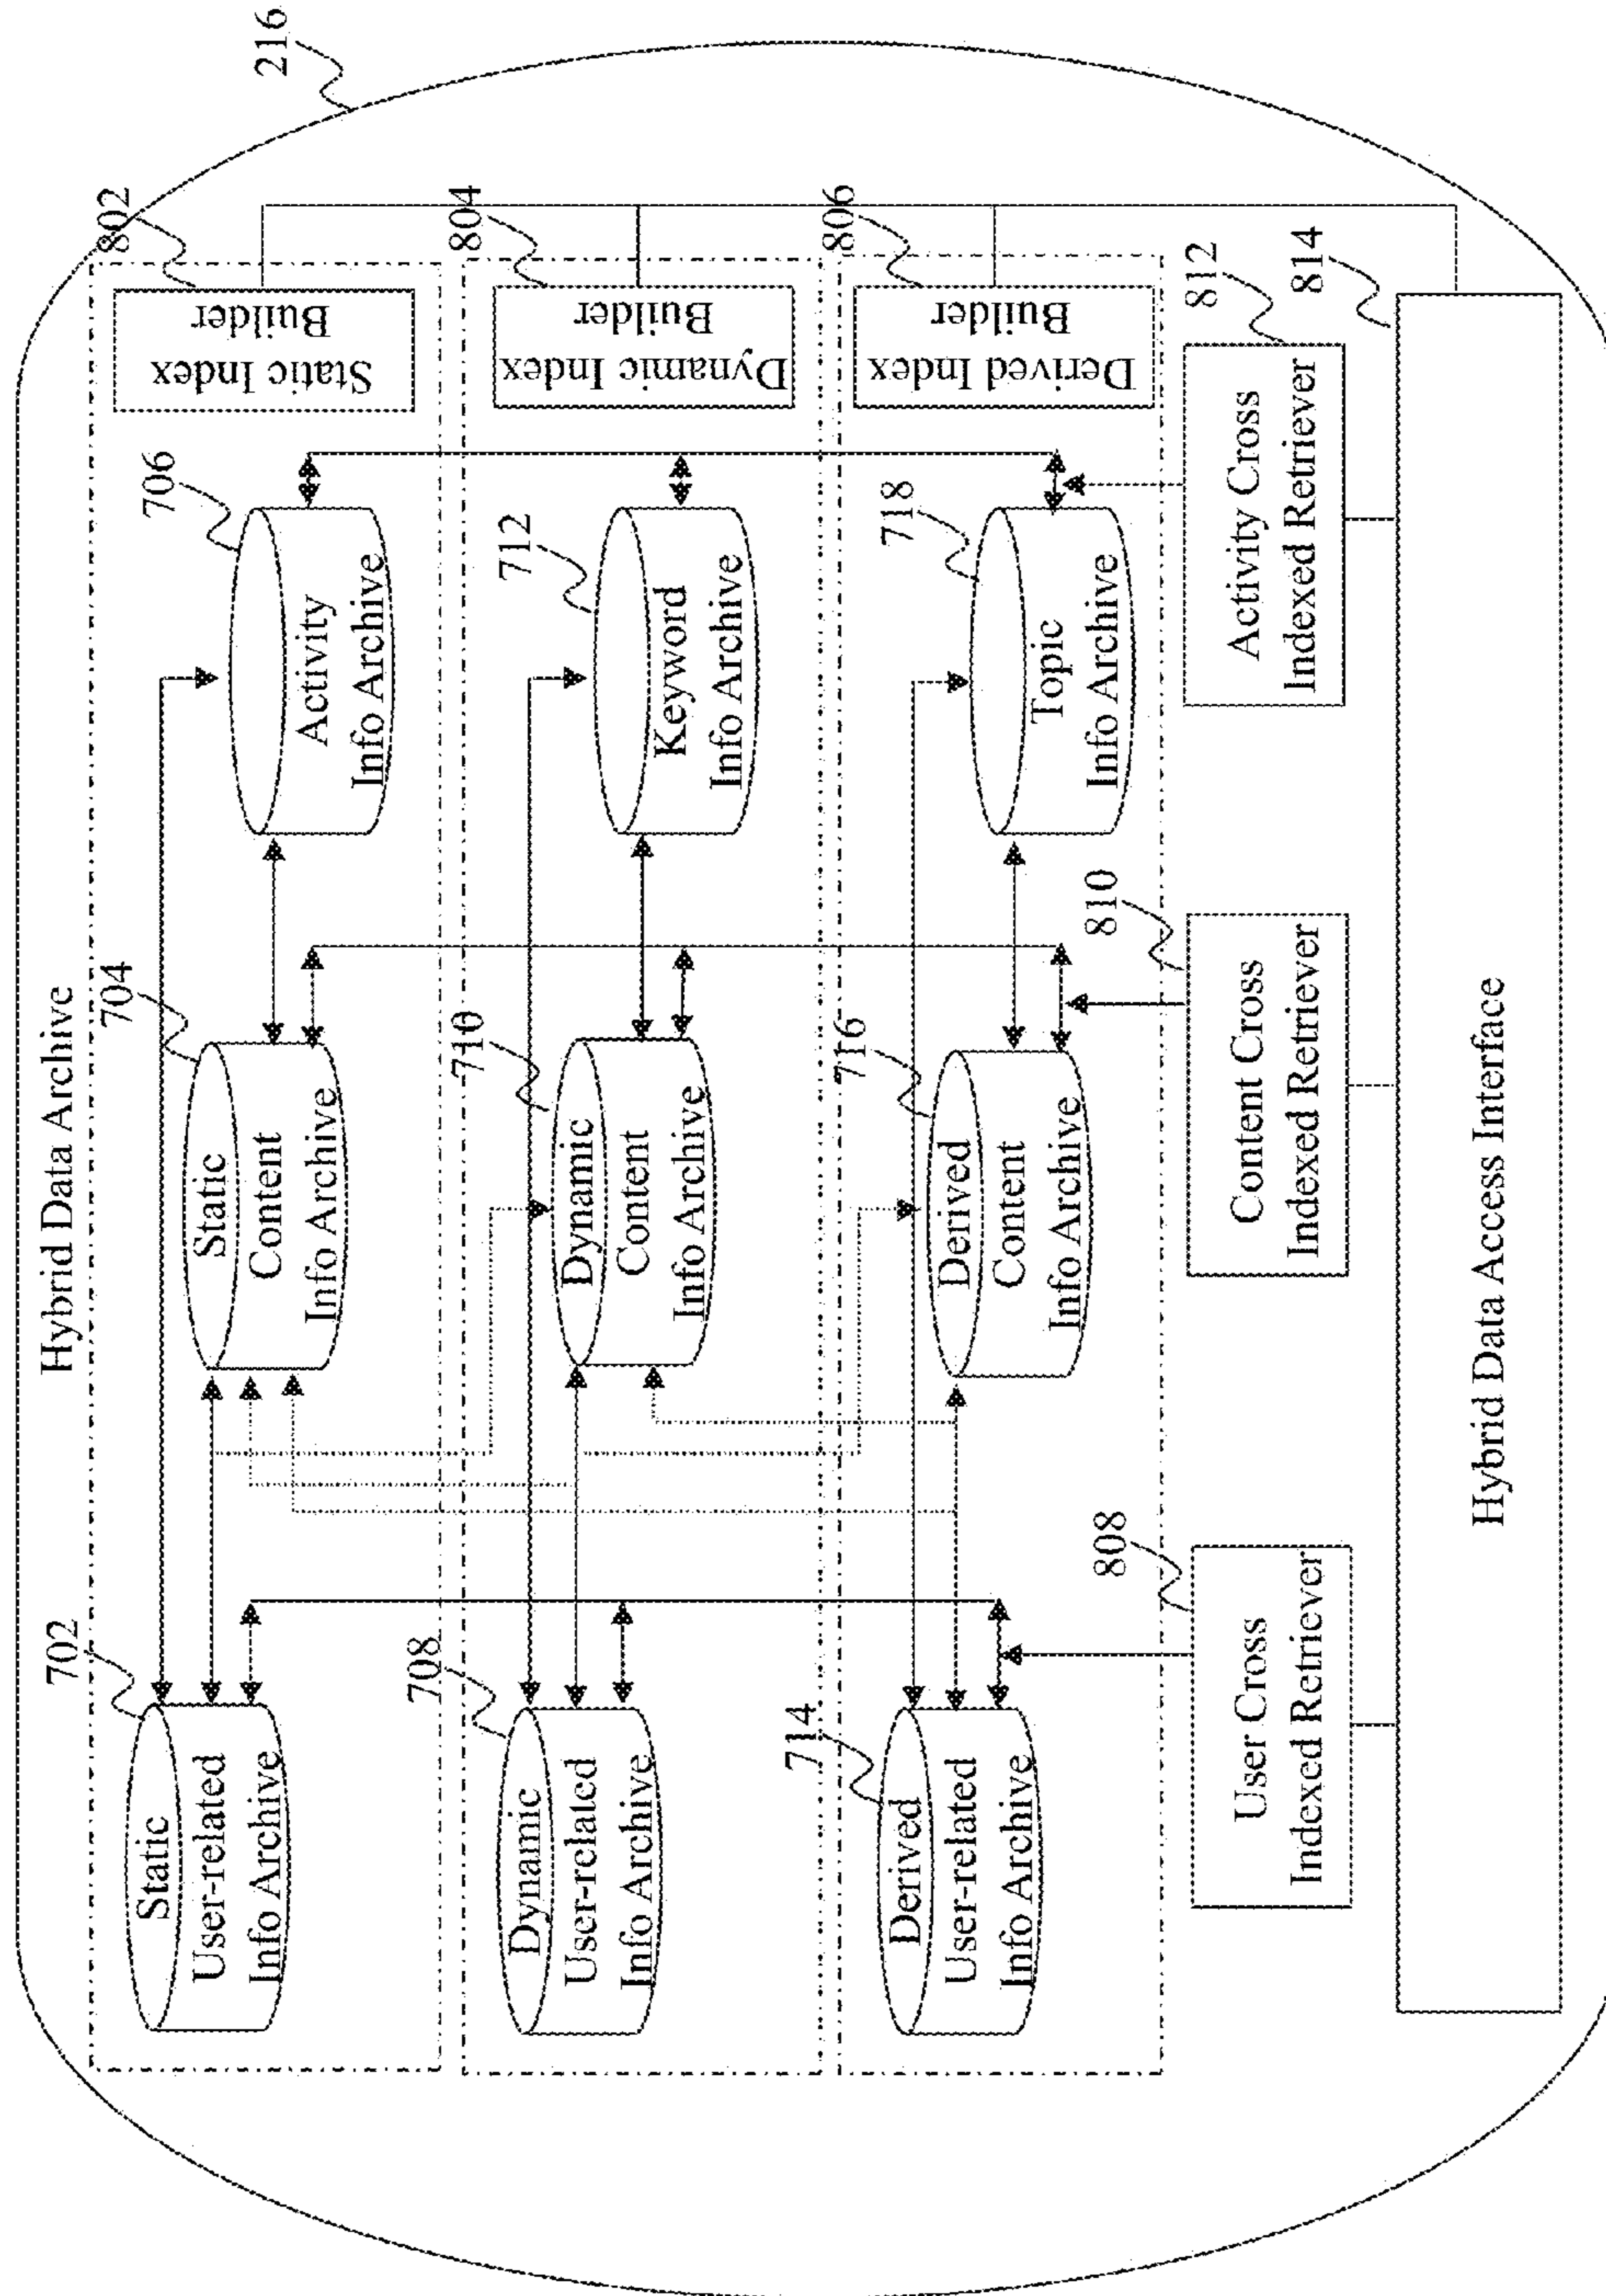 Hybrid Data Archive
216
702
704
706
802
Static
User-related
Info Archive
Static
Content
Info Archive
Activity
Info Archive
Static Index
Builder
708
710
712
804
Dynamic
User-related
Info Archive
Dynamic
Content
Info Archive
Keyword
Info Archive
Dynamic Index
Builder
714
716
718
806
Derived
User-related
Info Archive
Derived
Content
Info Archive
Topic
Info Archive
Derived Index
Builder
808
810
812
User Cross
Indexed Retriever
Content Cross
Indexed Retriever
Activity Cross
Indexed Retriever
814
Hybrid Data Access Interface